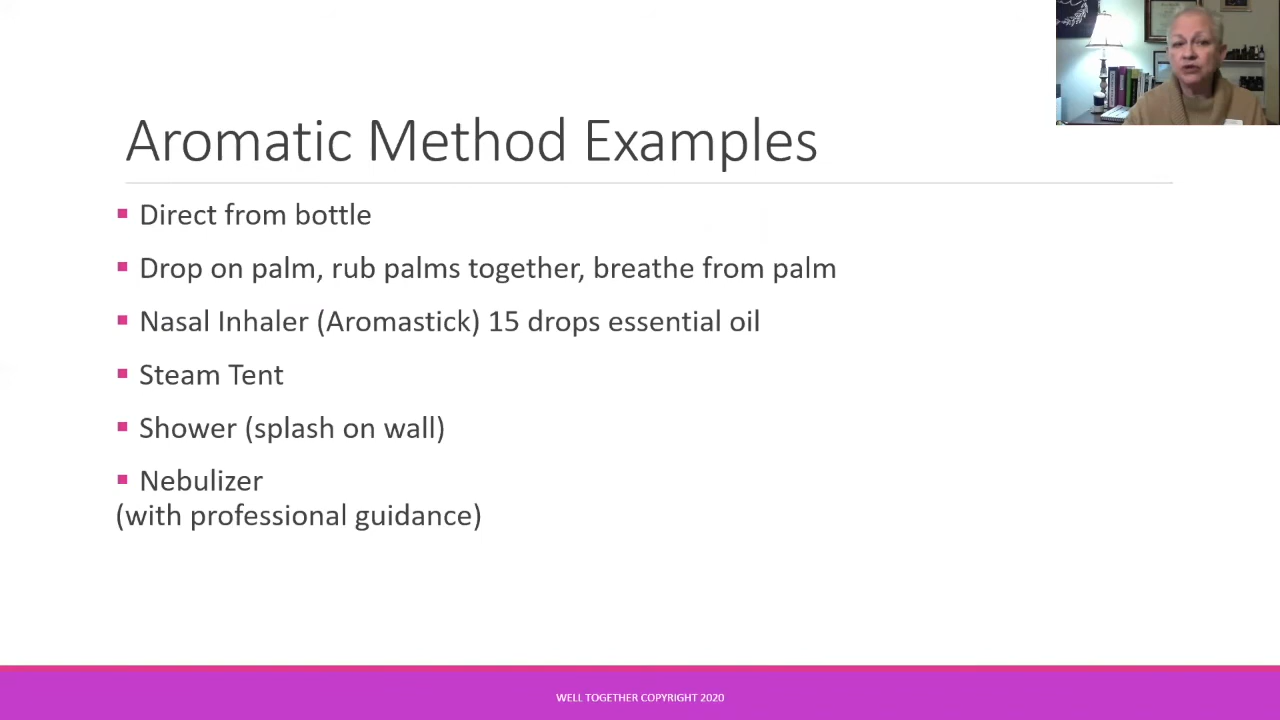 Aromatic Method Examples
Direct from bottle
Drop on palm, rub palms together, breathe from palm
Nasal Inhaler (Aromastick) 15 drops essential oil
Steam Tent
Shower (splash on wall)
Nebulizer
(with professional guidance)
WELL TOGETHER COPYRIGHT 2020